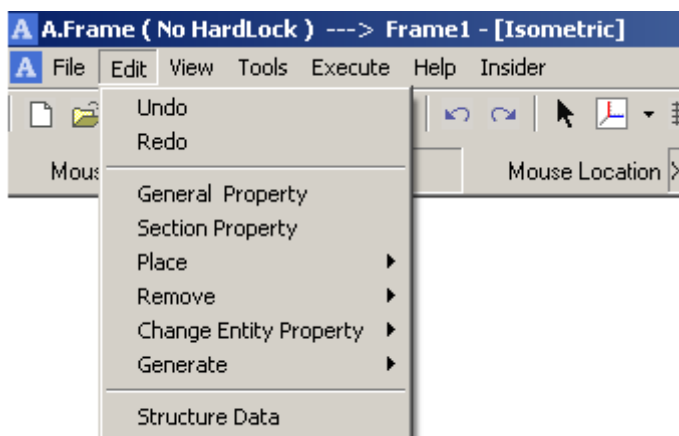 A A.Frame ( No HardLock ) ---> Frame1 - [Isometric]
A File Edit View Tools Execute Help Insider
Undo
Redo
Mouse Location X
General Property
Section Property
Place
Remove
Change Entity Property
Generate
Structure Data